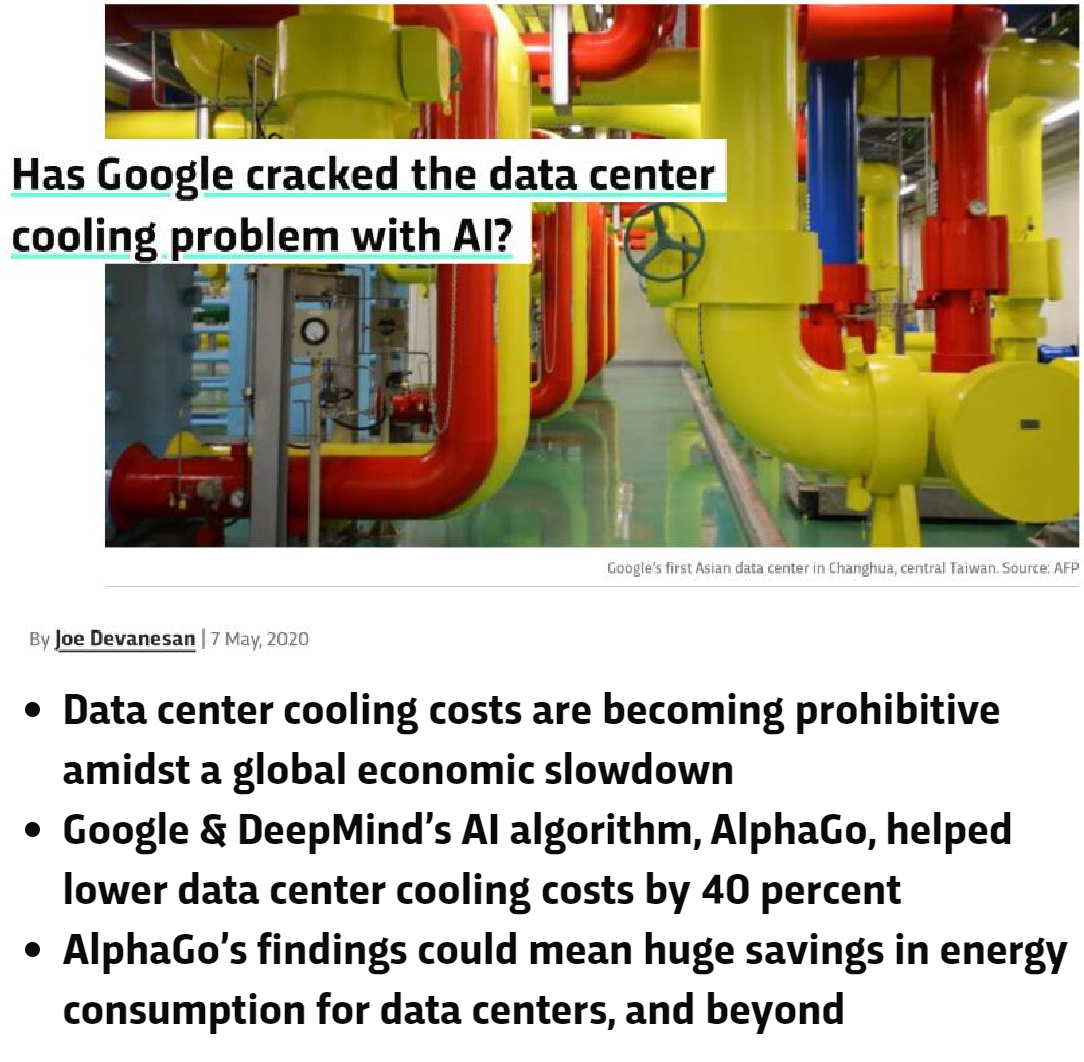 Has Google cracked the data center
cooling problem with AI?
Google's first Asian data center in Changhua, central Taiwan. Source: AFP
By Joe Devanesan | 7 May, 2020
• Data center cooling costs are becoming prohibitive
amidst a global economic slowdown
• Google & DeepMind's AI algorithm, AlphaGo, helped
lower data center cooling costs by 40 percent
• AlphaGo's findings could mean huge savings in energy
consumption for data centers, and beyond